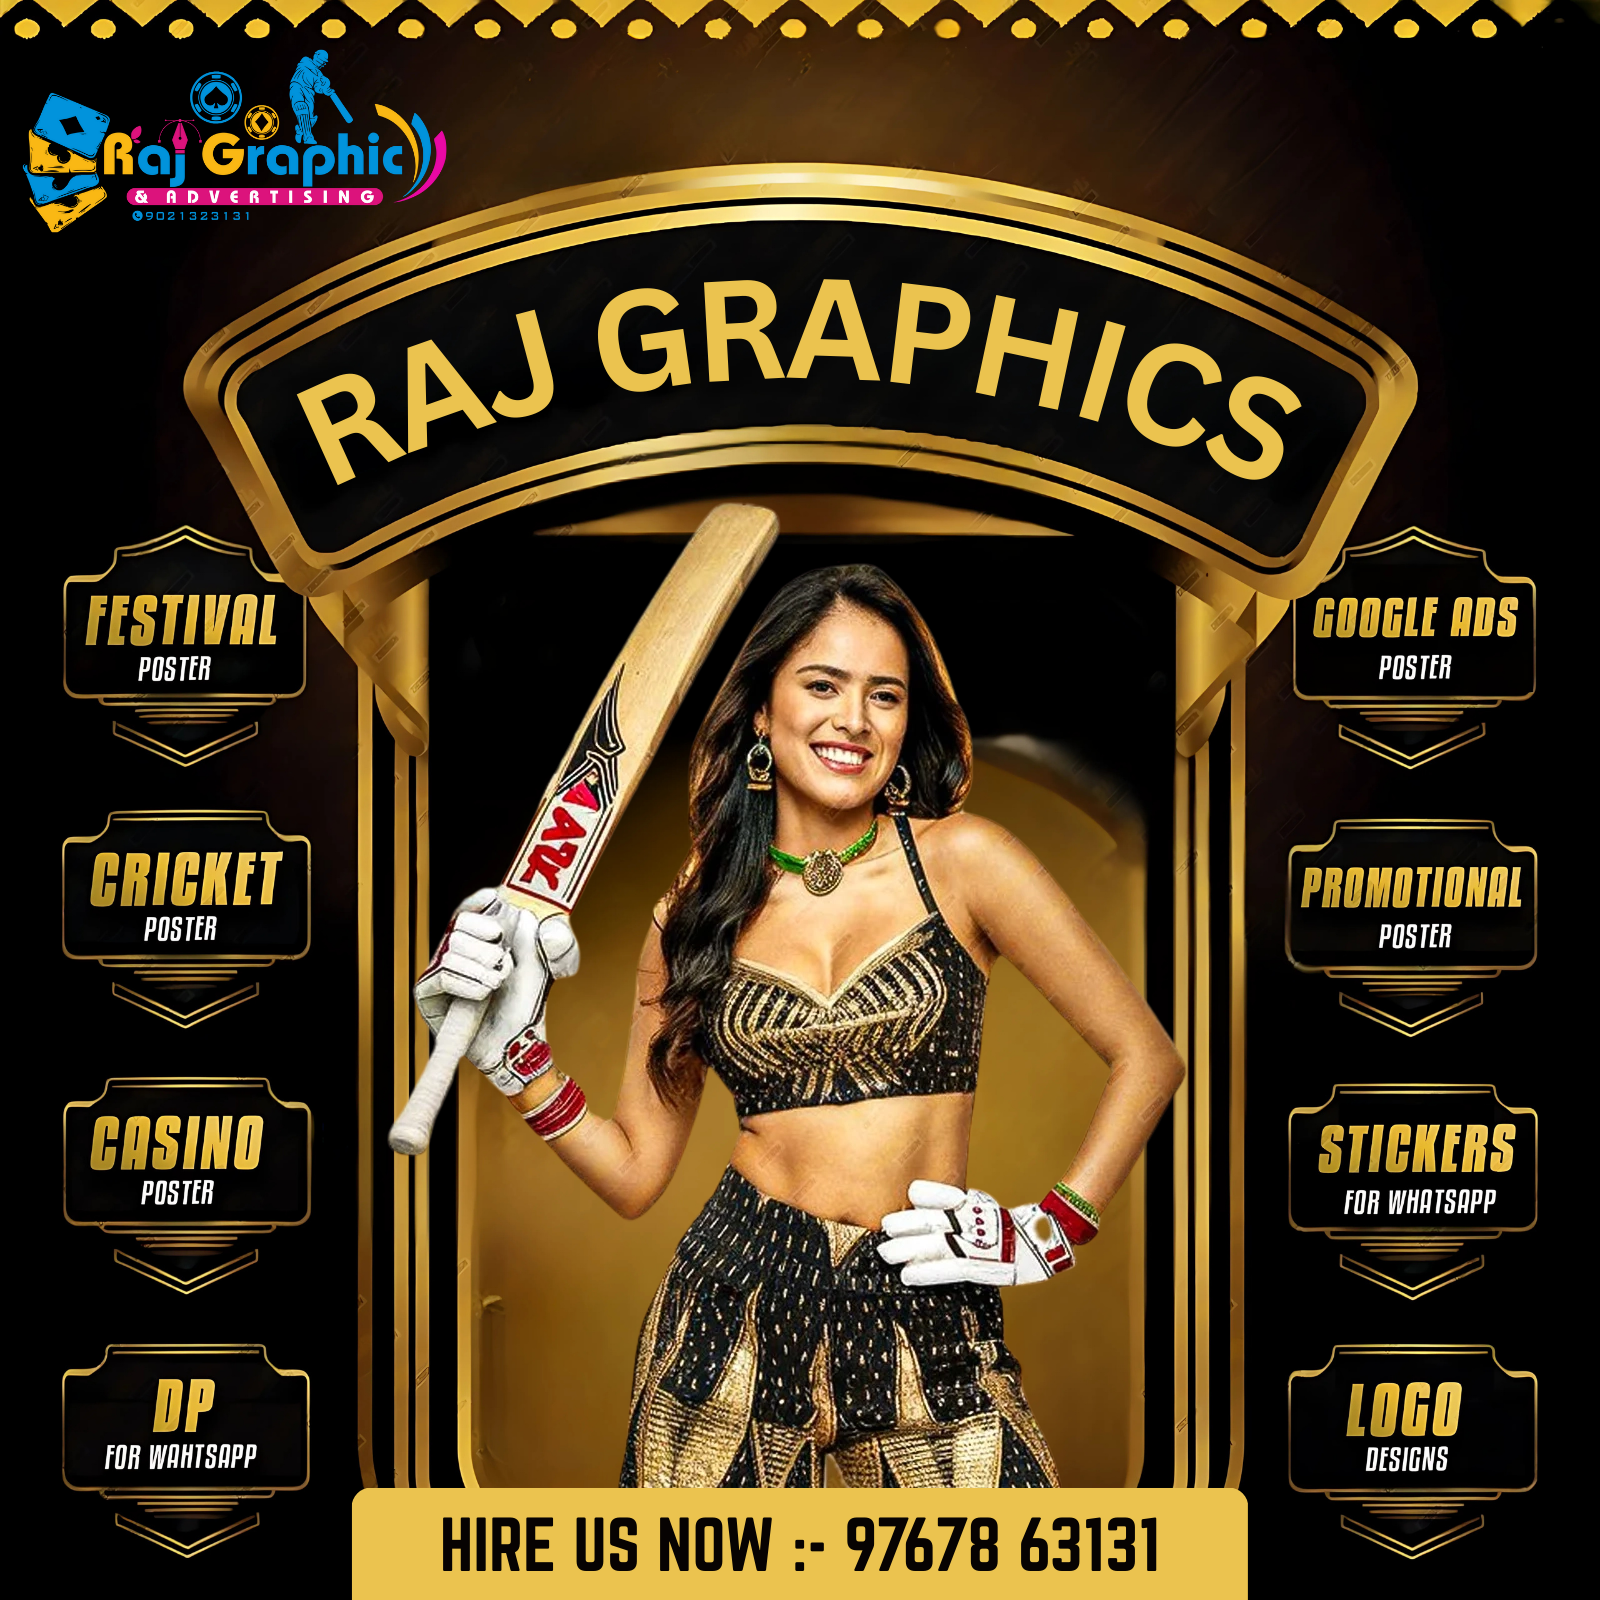 Raj Graphic
& ADVERTISING
9021323131
RAJ GRAPHICS
FESTIVAL
POSTER
CRICKET
POSTER
CASINO
POSTER
DP
FOR WAHTSAPP
GOOGLE ADS
POSTER
PROMOTIONAL
POSTER
STICKERS
FOR WHATSAPP
LOGO
DESIGNS
HIRE US NOW :- 97678 63131